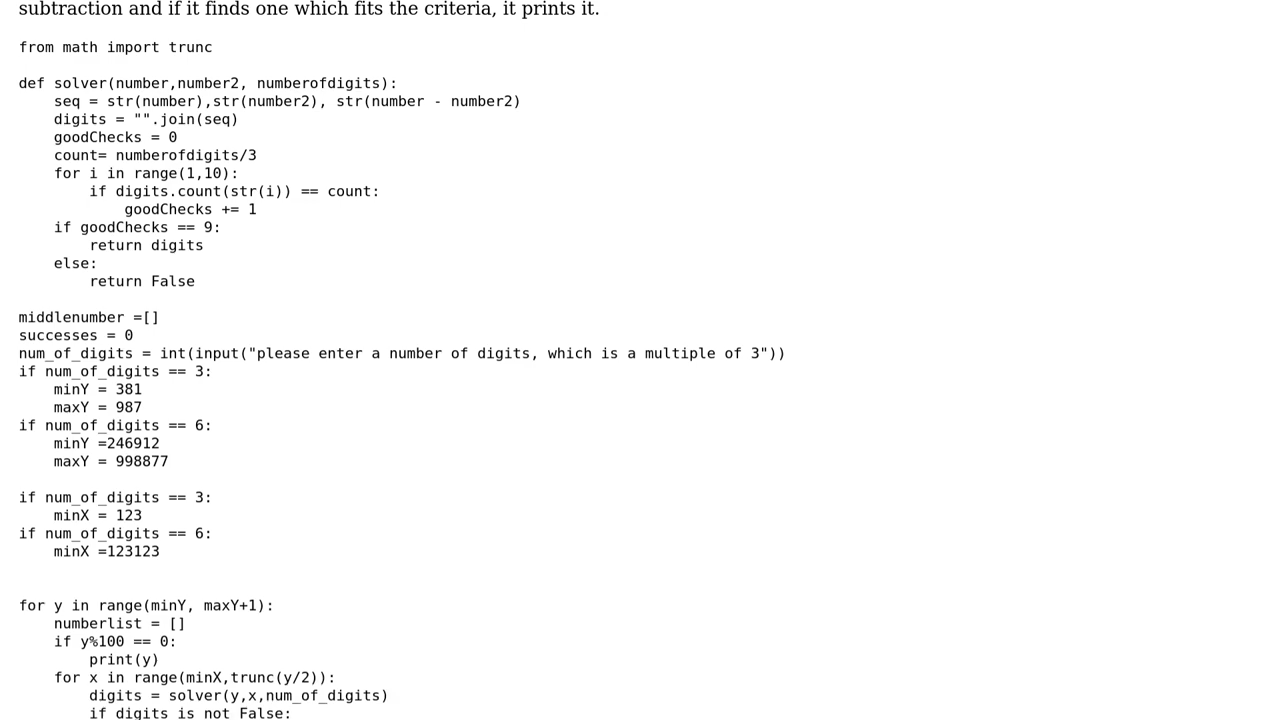 subtraction and if it finds one which fits the criteria, it prints it.
from math import trunc
def solver(number,number2, numberofdigits):
    seq = str(number),str(number2), str(number - number2)
    digits = "".join(seq)
    goodChecks = 0
    count= numberofdigits/3
    for i in range(1,10):
        if digits.count(str(i)) == count:
            goodChecks += 1
    if goodChecks == 9:
        return digits
    else:
        return False
middlenumber =[]
successes = 0
num_of_digits = int(input("please enter a number of digits, which is a multiple of 3"))
if num_of_digits == 3:
    minY = 381
    maxY = 987
if num_of_digits == 6:
    minY =246912
    maxY = 998877
if num_of_digits == 3:
    minX = 123
if num_of_digits == 6:
    minX =123123
for y in range(minY, maxY+1):
    numberlist = []
    if y%100 == 0:
        print(y)
    for x in range(minX,trunc(y/2)):
        digits = solver(y,x,num_of_digits)
        if digits is not False: